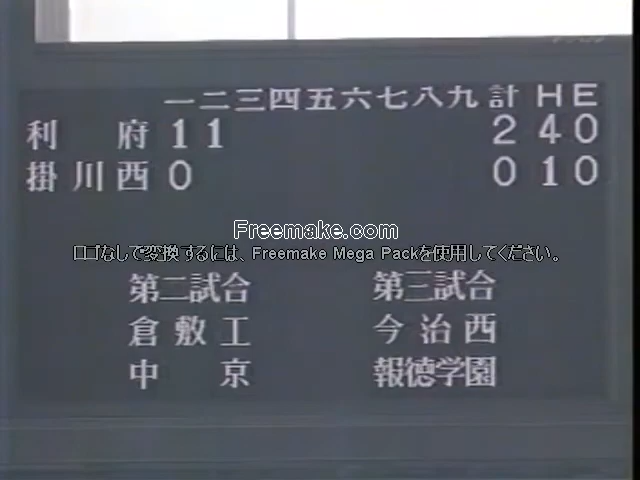 一二三四五六七八九計HE
利府11 240
掛川西0 010
Freemake.com
ロゴなしで変換するには、Freemake Mega Packを使用してください。
第二試合 第三試合
倉敷工 今治西
中京 報徳学園